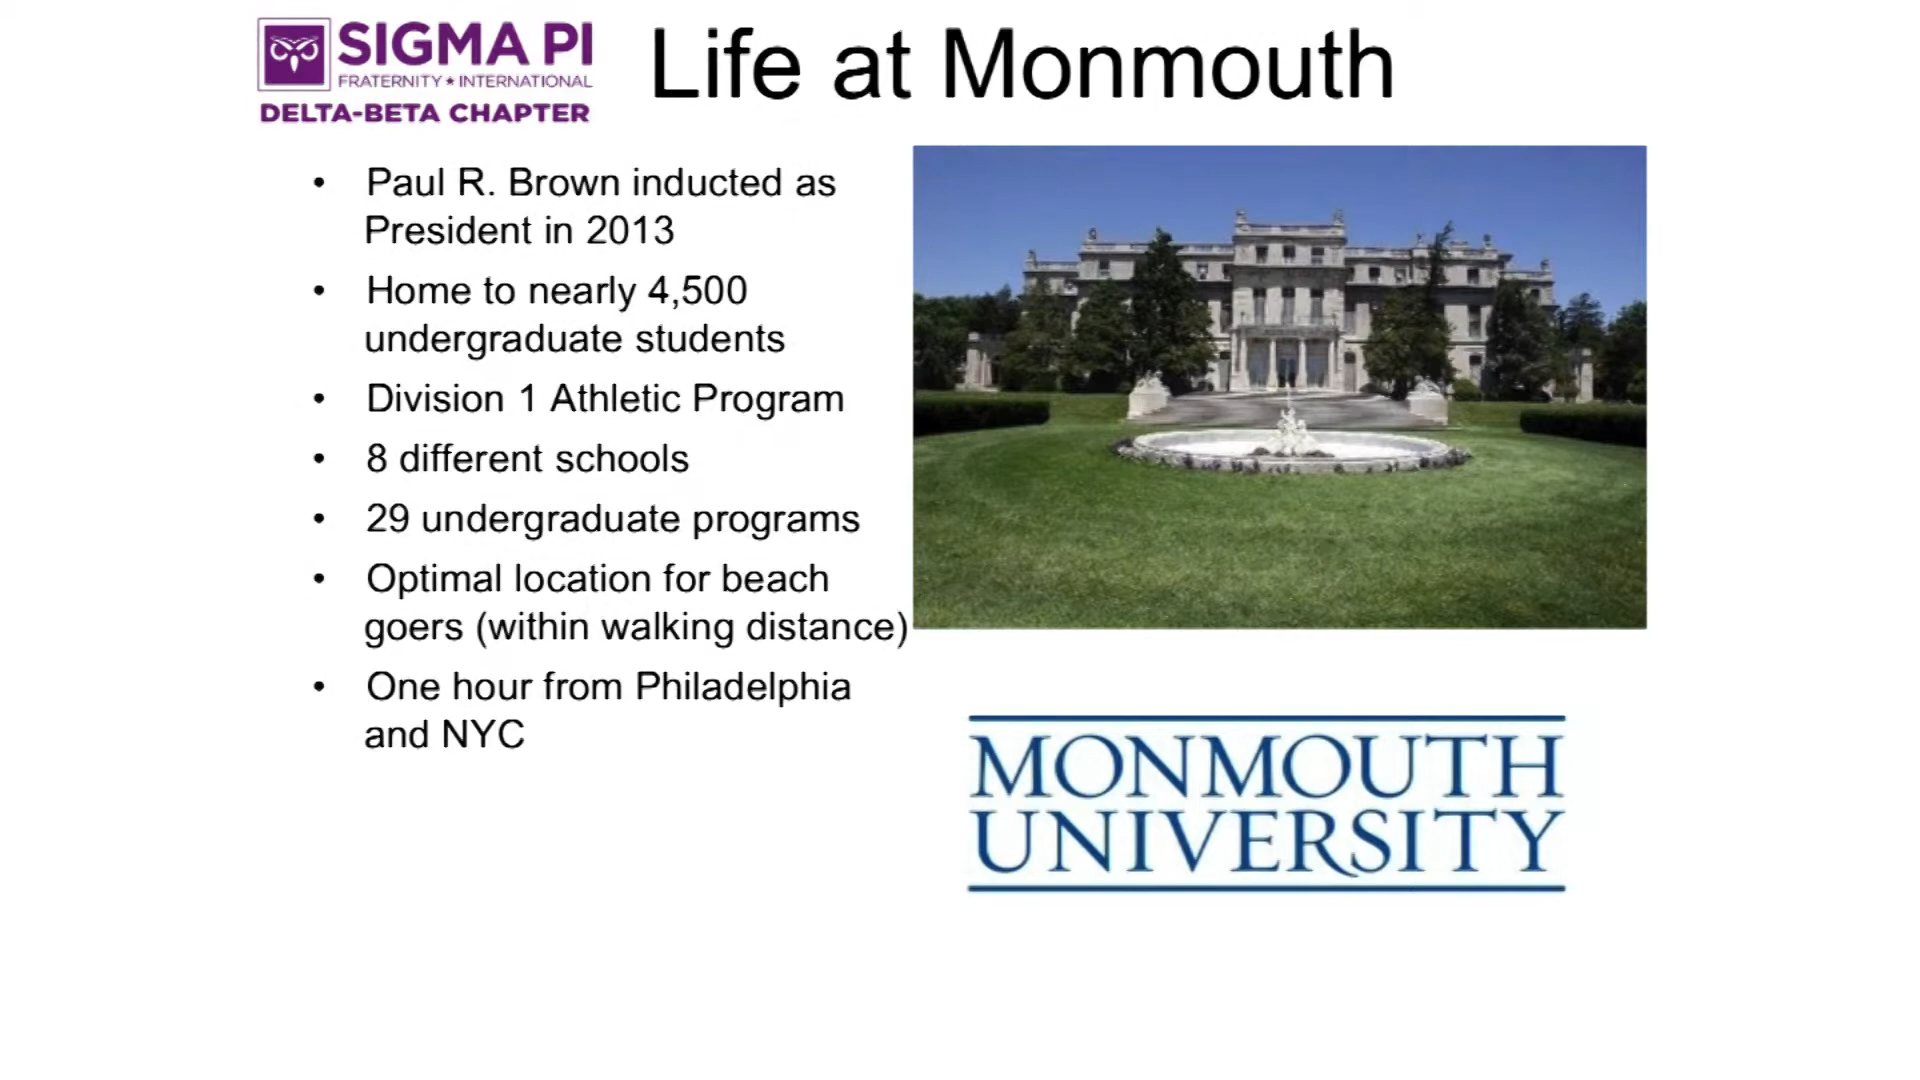 SIGMA PI
FRATERNITY ★ INTERNATIONAL
DELTA-BETA CHAPTER
Life at Monmouth
• Paul R. Brown inducted as
President in 2013
• Home to nearly 4,500
undergraduate students
• Division 1 Athletic Program
• 8 different schools
• 29 undergraduate programs
• Optimal location for beach
goers (within walking distance)
• One hour from Philadelphia
and NYC
MONMOUTH
UNIVERSITY